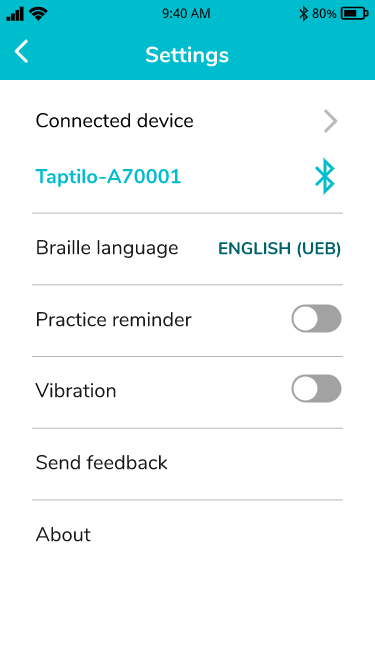 9:40 AM 80%
Settings
Connected device
Taptilo-A70001
Braille language ENGLISH (UEB)
Practice reminder
Vibration
Send feedback
About